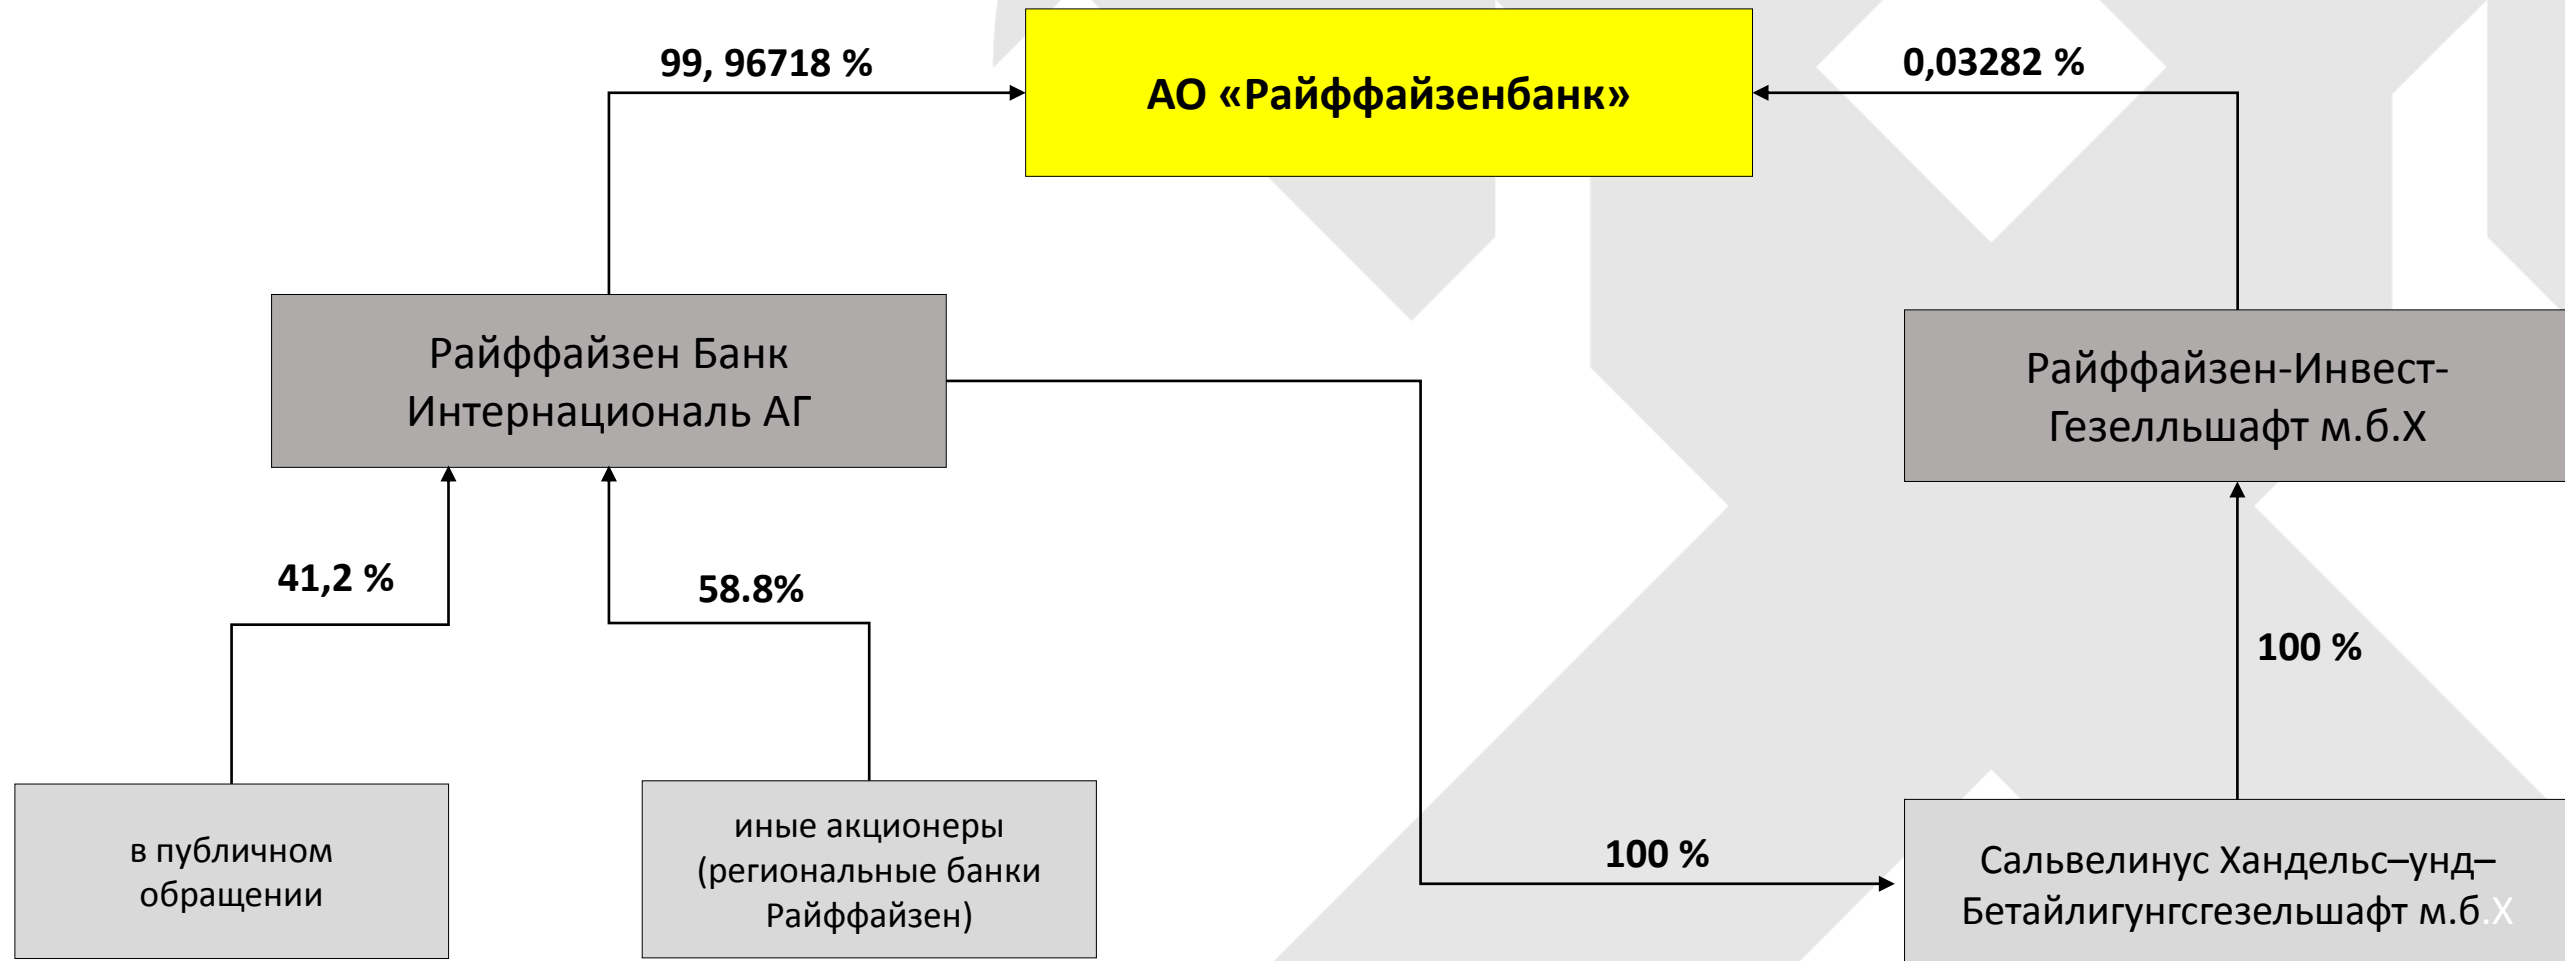 99, 96718 %
АО «Райффайзенбанк»
0,03282 %
Райффайзен Банк
Интернациональ АГ
Райффайзен-Инвест-
Гезелльшафт м.б.Х
41,2 %
58.8%
100 %
в публичном
обращении
иные акционеры
(региональные банки
Райффайзен)
100 %
Сальвелинус Хандельс–унд–
Бетайлигунгсгезельшафт м.б.Х